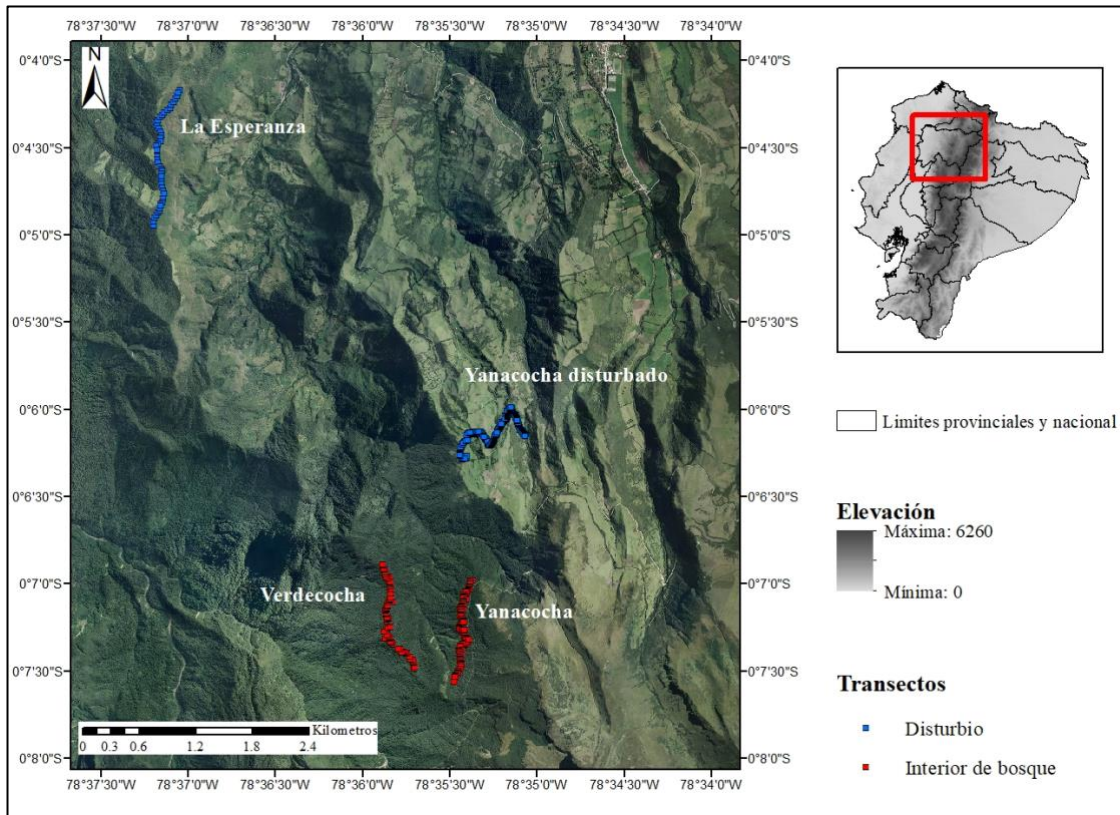 78°37'30"W 78°37'0"W 78°36'30"W 78°36'0"W 78°35'30"W 78°35'0"W 78°34'30"W 78°34'0"W
0°4'0"S 0°4'0"S
N
La Esperanza
0°4'30"S 0°4'30"S
0°5'0"S 0°5'0"S
0°5'30"S 0°5'30"S
Yanacocha disturbado
0°6'0"S 0°6'0"S
0°6'30"S 0°6'30"S
0°7'0"S 0°7'0"S
Verdecocha Yanacocha
0°7'30"S 0°7'30"S
Kilometros
0 0.3 0.6 1.2 1.8 2.4
0°8'0"S 0°8'0"S
78°37'30"W 78°37'0"W 78°36'30"W 78°36'0"W 78°35'30"W 78°35'0"W 78°34'30"W 78°34'0"W
Limites provinciales y nacional
Elevación
Máxima: 6260
Mínima: 0
Transectos
Disturbio
Interior de bosque